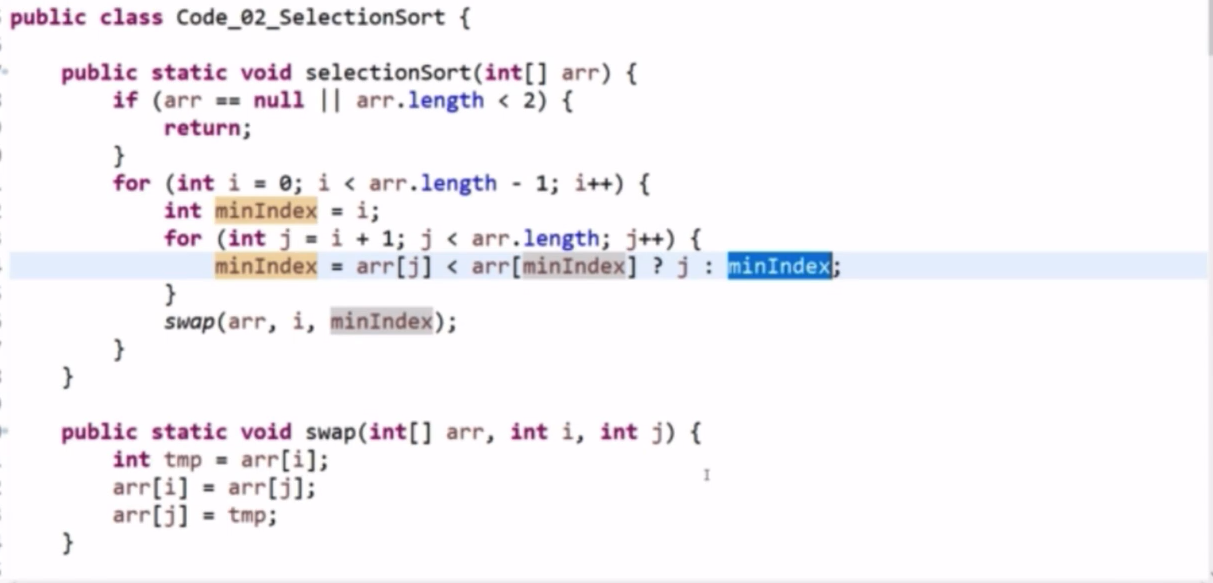 public class Code_02_SelectionSort {
public static void selectionSort(int[] arr) {
if (arr == null || arr.length < 2) {
return;
}
for (int i = 0; i < arr.length - 1; i++) {
int minIndex = i;
for (int j = i + 1; j < arr.length; j++) {
minIndex = arr[j] < arr[minIndex] ? j : minIndex;
}
swap(arr, i, minIndex);
}
}
public static void swap(int[] arr, int i, int j) {
int tmp = arr[i];
arr[i] = arr[j];
arr[j] = tmp;
}